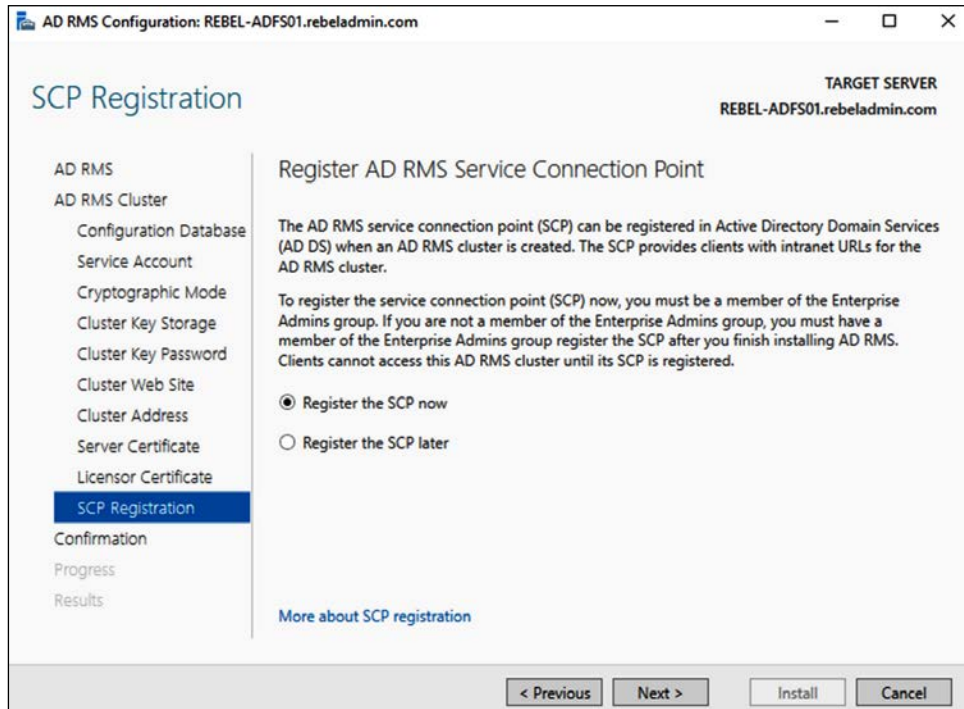 AD RMS Configuration: REBEL-ADFS01.rebeladmin.com
SCP Registration
TARGET SERVER
REBEL-ADFS01.rebeladmin.com
AD RMS
AD RMS Cluster
Configuration Database
Service Account
Cryptographic Mode
Cluster Key Storage
Cluster Key Password
Cluster Web Site
Cluster Address
Server Certificate
Licensor Certificate
SCP Registration
Confirmation
Progress
Results
Register AD RMS Service Connection Point
The AD RMS service connection point (SCP) can be registered in Active Directory Domain Services
(AD DS) when an AD RMS cluster is created. The SCP provides clients with intranet URLs for the
AD RMS cluster.
To register the service connection point (SCP) now, you must be a member of the Enterprise
Admins group. If you are not a member of the Enterprise Admins group, you must have a
member of the Enterprise Admins group register the SCP after you finish installing AD RMS.
Clients cannot access this AD RMS cluster until its SCP is registered.
Register the SCP now
Register the SCP later
More about SCP registration
< Previous
Next >
Install
Cancel